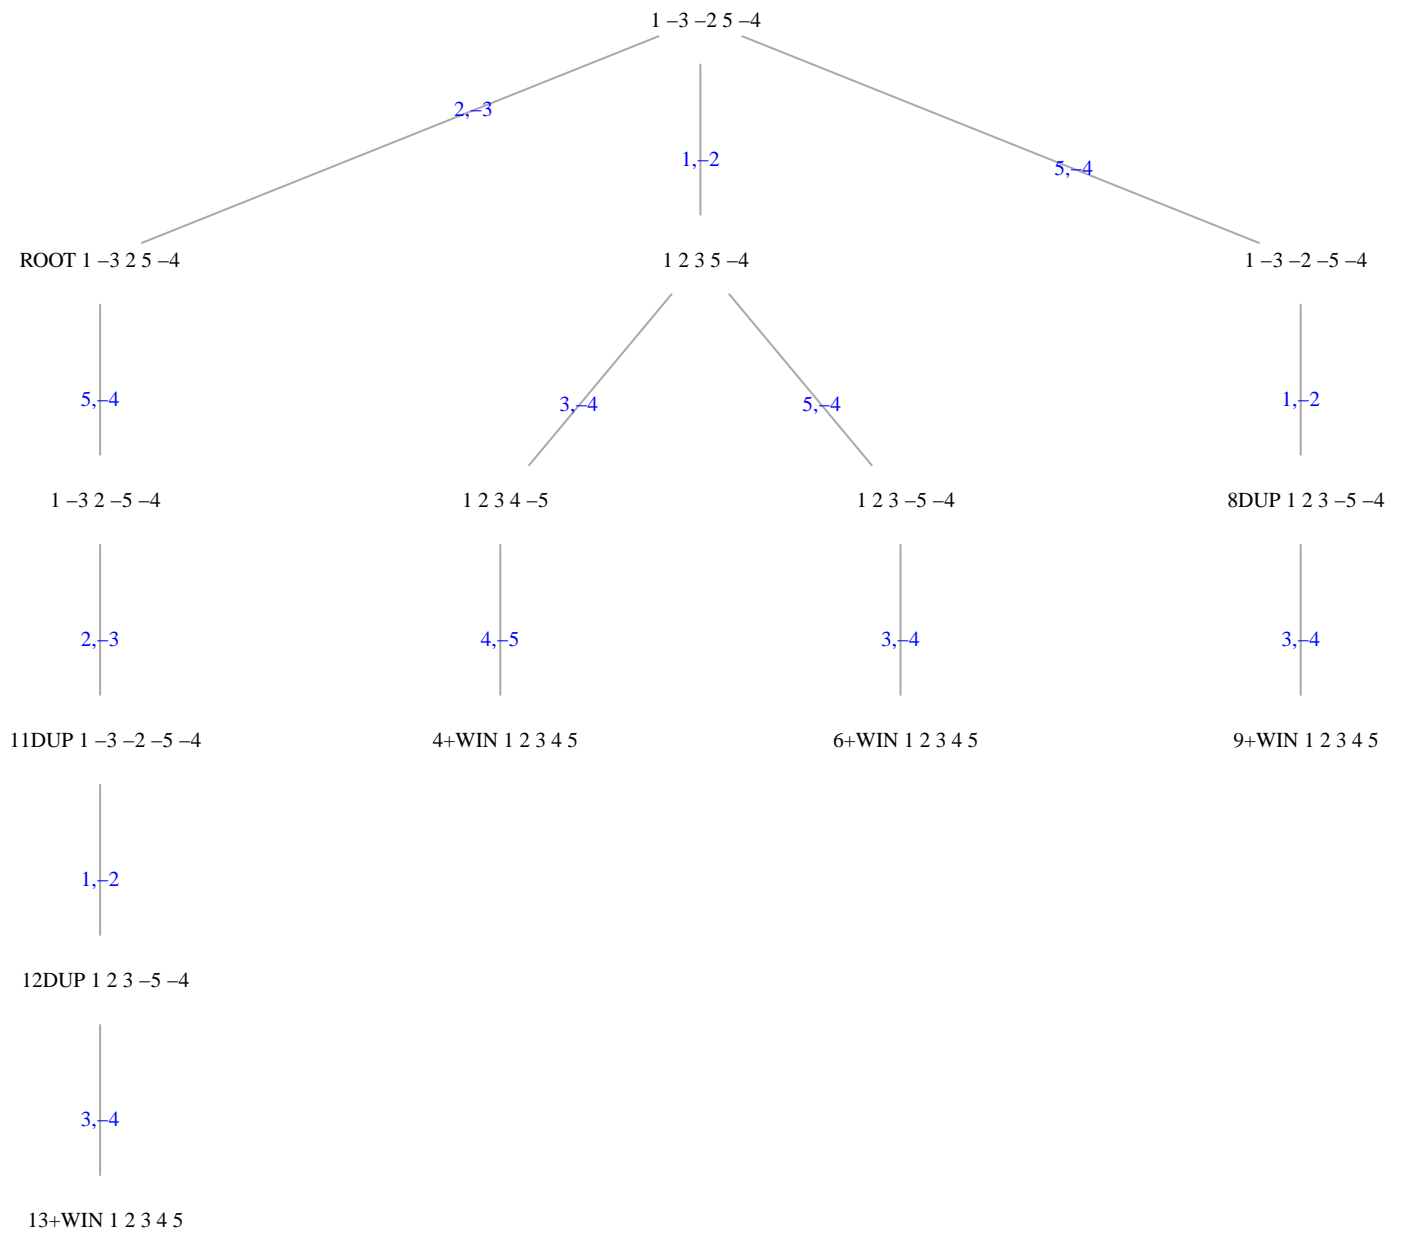 1 –3 –2 5 –4
2,–3
1,–2
5,–4
ROOT 1 –3 2 5 –4
1 2 3 5 –4
1 –3 –2 –5 –4
5,–4
3,–4
5,–4
1,–2
1 –3 2 –5 –4
1 2 3 4 –5
1 2 3 –5 –4
8DUP 1 2 3 –5 –4
2,–3
4,–5
3,–4
3,–4
11DUP 1 –3 –2 –5 –4
4+WIN 1 2 3 4 5
6+WIN 1 2 3 4 5
9+WIN 1 2 3 4 5
1,–2
12DUP 1 2 3 –5 –4
3,–4
13+WIN 1 2 3 4 5